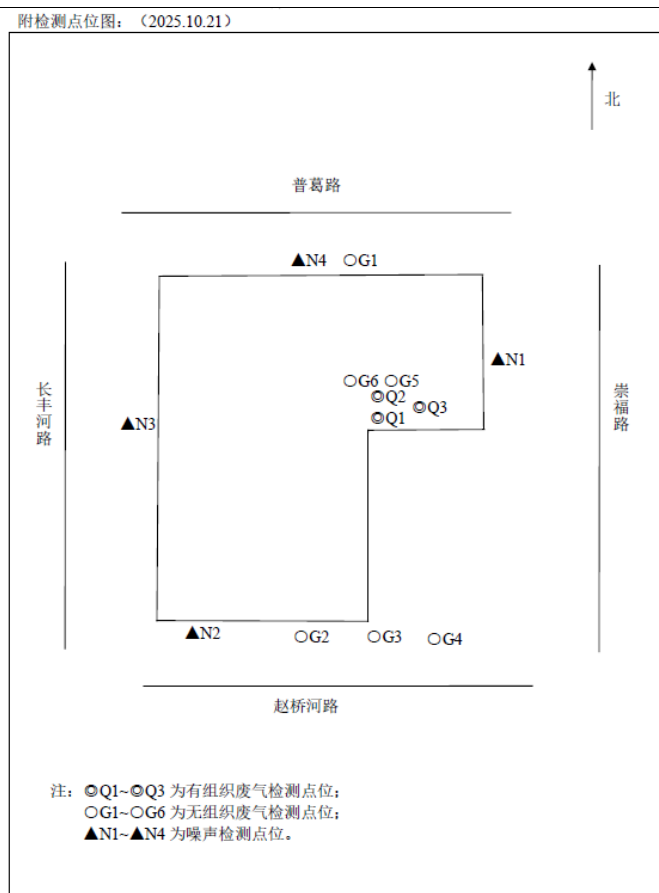 附检测点位图：（2025.10.21）
北
普葛路
▲N4 ○G1
▲N1
○G6 ○G5
◎Q2
◎Q3
◎Q1
长丰河路
▲N3
崇福路
▲N2
○G2
○G3
○G4
赵桥河路
注：◎Q1~◎Q3 为有组织废气检测点位；
○G1~○G6 为无组织废气检测点位；
▲N1~▲N4 为噪声检测点位。